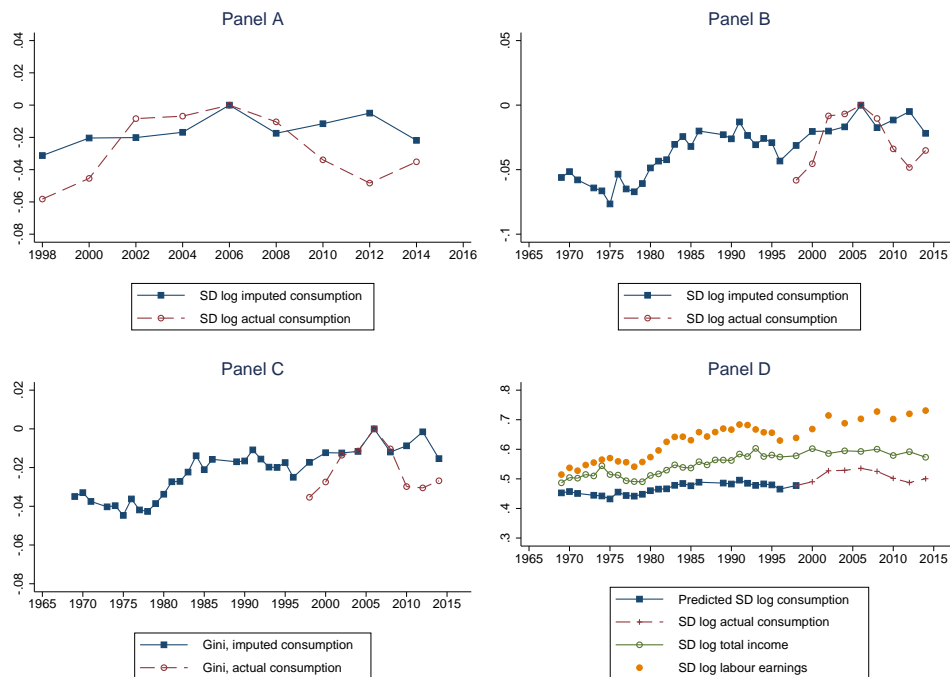 Panel A
.04
.02
0
-.02
-.04
-.06
-.08
1998 2000 2002 2004 2006 2008 2010 2012 2014 2016
SD log imputed consumption
SD log actual consumption
Panel B
.05
0
-.05
-.1
1965 1970 1975 1980 1985 1990 1995 2000 2005 2010 2015
SD log imputed consumption
SD log actual consumption
Panel C
.02
0
-.02
-.04
-.06
-.08
1965 1970 1975 1980 1985 1990 1995 2000 2005 2010 2015
Gini, imputed consumption
Gini, actual consumption
Panel D
.8
.7
.6
.5
.4
.3
1965 1970 1975 1980 1985 1990 1995 2000 2005 2010 2015
Predicted SD log consumption
SD log actual consumption
SD log total income
SD log labour earnings